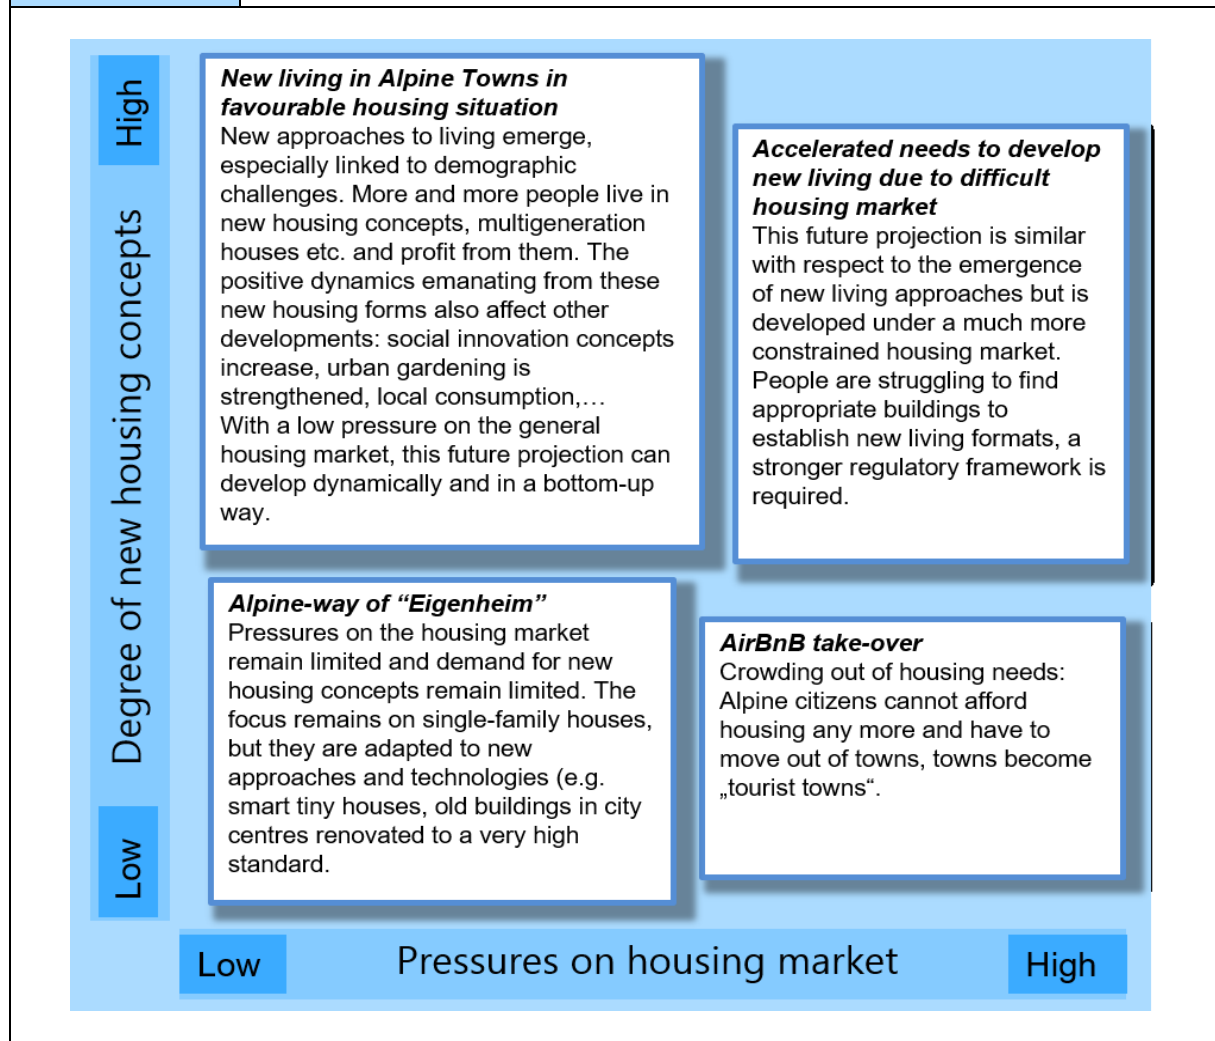 High
Degree of new housing concepts
Low
New living in Alpine Towns in
favourable housing situation
New approaches to living emerge,
especially linked to demographic
challenges. More and more people live in
new housing concepts, multigeneration
houses etc. and profit from them. The
positive dynamics emanating from these
new housing forms also affect other
developments: social innovation concepts
increase, urban gardening is
strengthened, local consumption,…
With a low pressure on the general
housing market, this future projection can
develop dynamically and in a bottom-up
way.
Accelerated needs to develop
new living due to difficult
housing market
This future projection is similar
with respect to the emergence
of new living approaches but is
developed under a much more
constrained housing market.
People are struggling to find
appropriate buildings to
establish new living formats, a
stronger regulatory framework is
required.
Alpine-way of “Eigenheim”
Pressures on the housing market
remain limited and demand for new
housing concepts remain limited. The
focus remains on single-family houses,
but they are adapted to new
approaches and technologies (e.g.
smart tiny houses, old buildings in city
centres renovated to a very high
standard.
AirBnB take-over
Crowding out of housing needs:
Alpine citizens cannot afford
housing any more and have to
move out of towns, towns become
„tourist towns“.
Low
Pressures on housing market
High